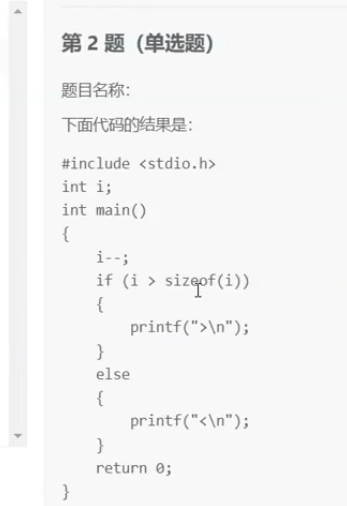 第 2 题（单选题）
题目名称：
下面代码的结果是：
#include <stdio.h>
int i;
int main()
{
    i--;
    if (i > sizeof(i))
    {
        printf(">\n");
    }
    else
    {
        printf("<\n");
    }
    return 0;
}